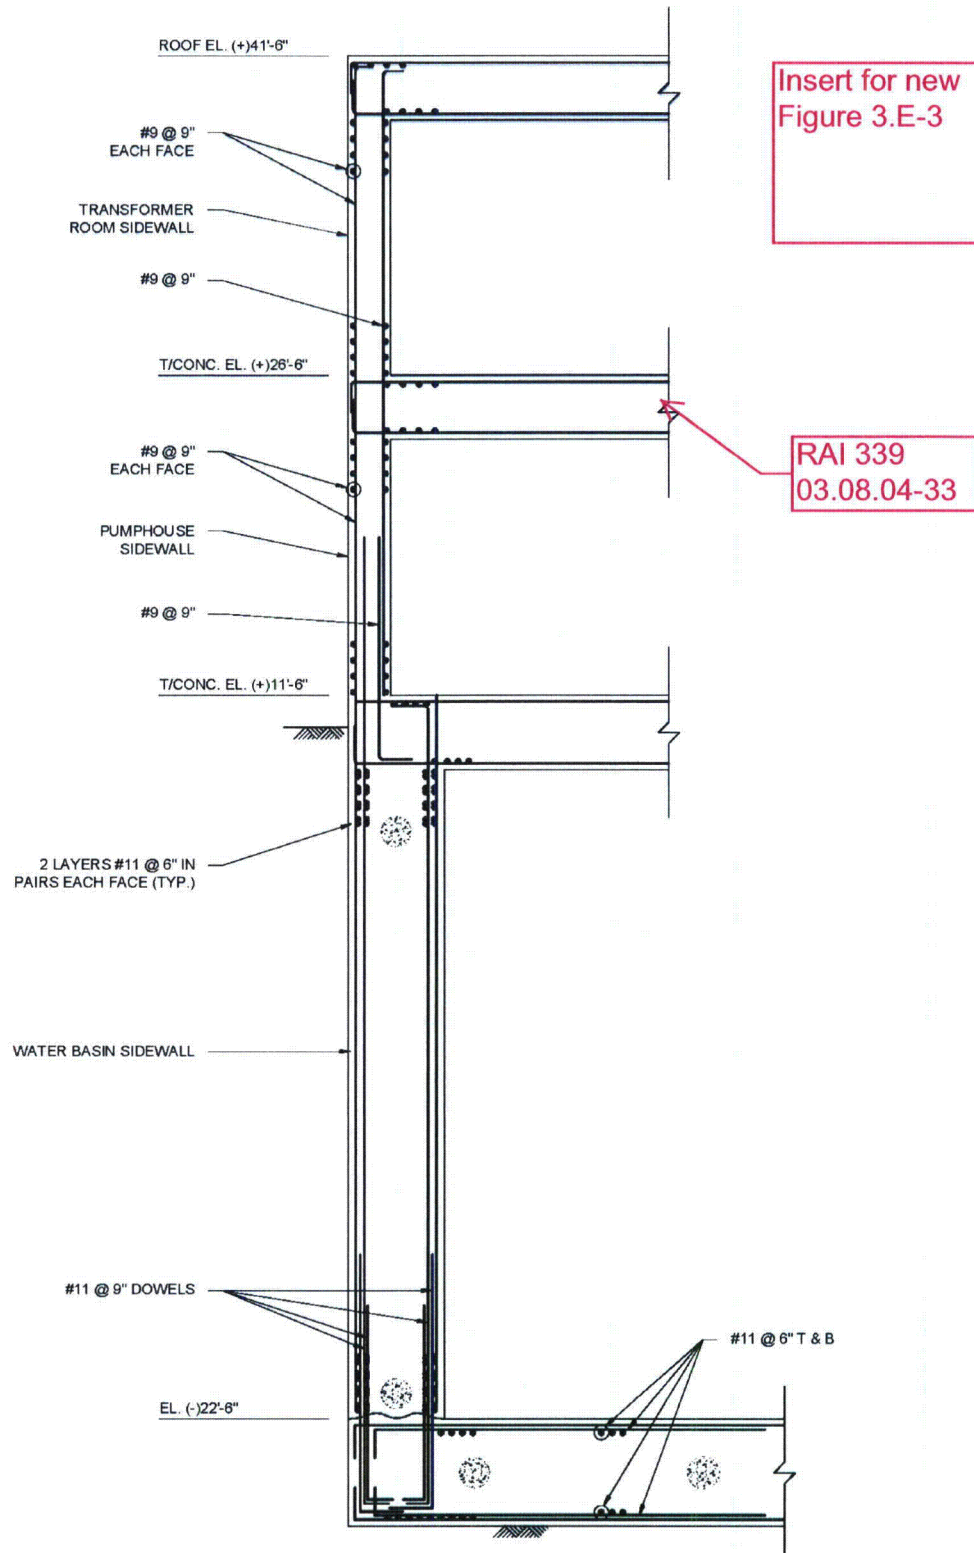 ROOF EL. (+)41'-6"
Insert for new
Figure 3.E-3
#9 @ 9"
EACH FACE
TRANSFORMER
ROOM SIDEWALL
#9 @ 9"
T/CONC. EL. (+)26'-6"
RAI 339
03.08.04-33
#9 @ 9"
EACH FACE
PUMPHOUSE
SIDEWALL
#9 @ 9"
T/CONC. EL. (+)11'-6"
2 LAYERS #11 @ 6" IN
PAIRS EACH FACE (TYP.)
WATER BASIN SIDEWALL
#11 @ 9" DOWELS
#11 @ 6" T & B
EL. (-)22'-6"